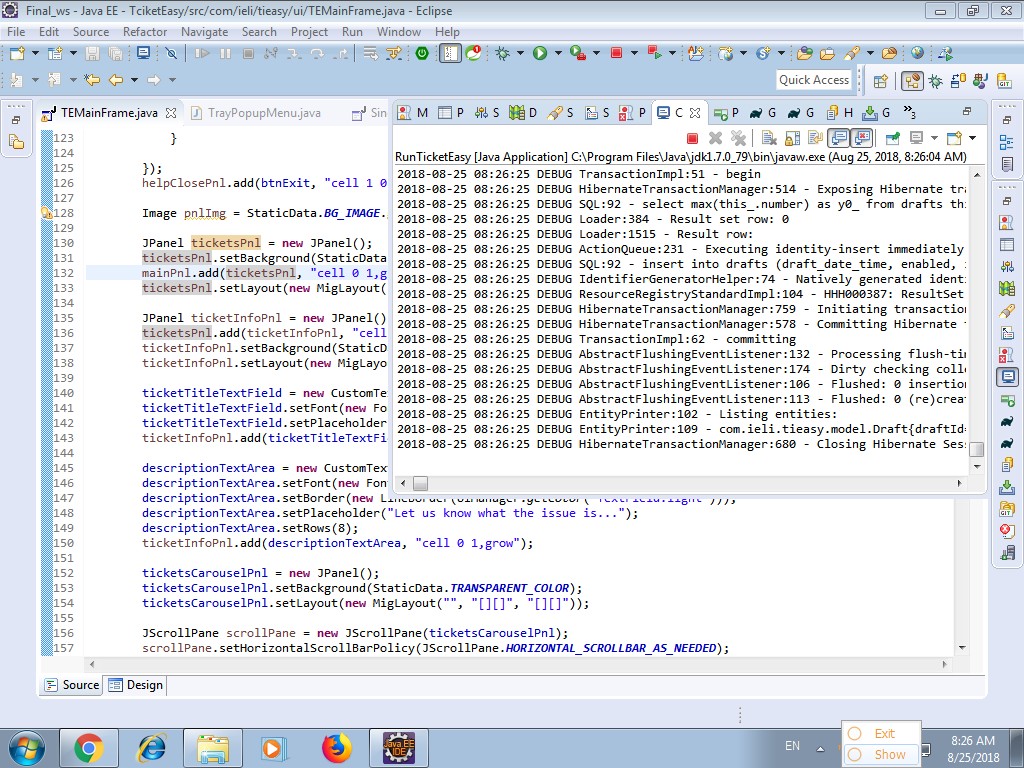 Final_ws - Java EE - TciketEasy/src/com/ieli/tieasy/ui/TEMainFrame.java - Eclipse
File Edit Source Refactor Navigate Search Project Run Window Help
Quick Access
TEMainFrame.java TrayPopupMenu.java Sin
M P S D S S P C P G G H G 3
RunTicketEasy [Java Application] C:\Program Files\Java\jdk1.7.0_79\bin\javaw.exe (Aug 25, 2018, 8:26:04 AM)
2018-08-25 08:26:25 DEBUG TransactionImpl:51 - begin
2018-08-25 08:26:25 DEBUG HibernateTransactionManager:514 - Exposing Hibernate tra
2018-08-25 08:26:25 DEBUG SQL:92 - select max(this_.number) as y0_ from drafts thi
2018-08-25 08:26:25 DEBUG Loader:384 - Result set row: 0
2018-08-25 08:26:25 DEBUG Loader:1515 - Result row:
2018-08-25 08:26:25 DEBUG ActionQueue:231 - Executing identity-insert immediately
2018-08-25 08:26:25 DEBUG SQL:92 - insert into drafts (draft_date_time, enabled,
2018-08-25 08:26:25 DEBUG IdentifierGeneratorHelper:74 - Natively generated identi
2018-08-25 08:26:25 DEBUG ResourceRegistryStandardImpl:104 - HHH000387: ResultSet
2018-08-25 08:26:25 DEBUG HibernateTransactionManager:759 - Initiating transaction
2018-08-25 08:26:25 DEBUG HibernateTransactionManager:578 - Committing Hibernate t
2018-08-25 08:26:25 DEBUG TransactionImpl:62 - committing
2018-08-25 08:26:25 DEBUG AbstractFlushingEventListener:132 - Processing flush-tim
2018-08-25 08:26:25 DEBUG AbstractFlushingEventListener:174 - Dirty checking colle
2018-08-25 08:26:25 DEBUG AbstractFlushingEventListener:106 - Flushed: 0 insertion
2018-08-25 08:26:25 DEBUG AbstractFlushingEventListener:113 - Flushed: 0 (re)creat
2018-08-25 08:26:25 DEBUG EntityPrinter:102 - Listing entities:
2018-08-25 08:26:25 DEBUG EntityPrinter:109 - com.ieli.tieasy.model.Draft{draftId=
2018-08-25 08:26:25 DEBUG HibernateTransactionManager:680 - Closing Hibernate Sess
123 }
124
125 });
126 helpClosePnl.add(btnExit, "cell 1 0
127
128 Image pnlImg = StaticData.BG_IMAGE.
129
130 JPanel ticketsPnl = new JPanel();
131 ticketsPnl.setBackground(StaticData
132 mainPnl.add(ticketsPnl, "cell 0 1,g
133 ticketsPnl.setLayout(new MigLayout(
134
135 JPanel ticketInfoPnl = new JPanel()
136 ticketsPnl.add(ticketInfoPnl, "cell
137 ticketInfoPnl.setBackground(StaticD
138 ticketInfoPnl.setLayout(new MigLayo
139
140 ticketTitleTextField = new CustomTe
141 ticketTitleTextField.setFont(new Fo
142 ticketTitleTextField.setPlaceholder
143 ticketInfoPnl.add(ticketTitleTextFi
144
145 descriptionTextArea = new CustomTex
146 descriptionTextArea.setFont(new Fon
147 descriptionTextArea.setBorder(new LineBorder(UIManager.getColor("TextField.light")));
148 descriptionTextArea.setPlaceholder("Let us know what the issue is...");
149 descriptionTextArea.setRows(8);
150 ticketInfoPnl.add(descriptionTextArea, "cell 0 1,grow");
151
152 ticketsCarouselPnl = new JPanel();
153 ticketsCarouselPnl.setBackground(StaticData.TRANSPARENT_COLOR);
154 ticketsCarouselPnl.setLayout(new MigLayout("", "[][]", "[][]"));
155
156 JScrollPane scrollPane = new JScrollPane(ticketsCarouselPnl);
157 scrollPane.setHorizontalScrollBarPolicy(JScrollPane.HORIZONTAL_SCROLLBAR_AS_NEEDED);
Source Design
Java EE
IDE
EN
Exit
Show
8:26 AM
8/25/2018